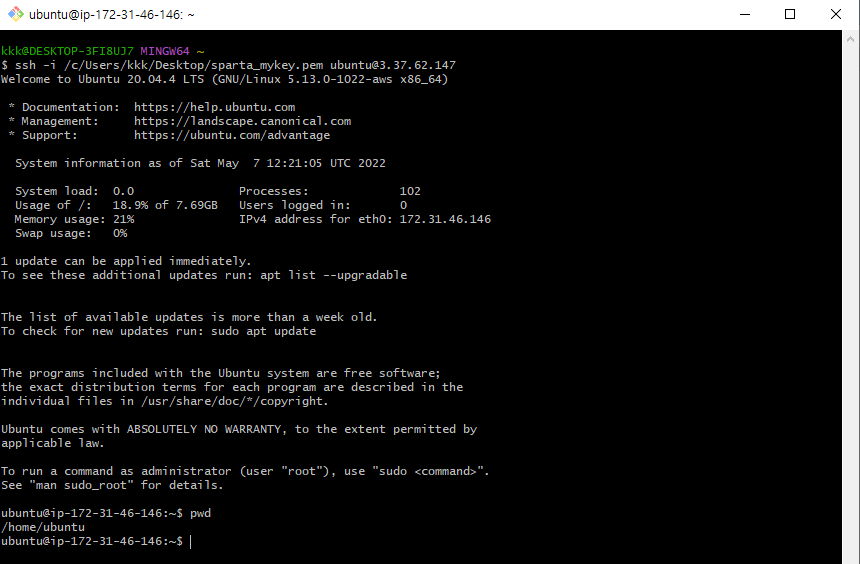 ubuntu@ip-172-31-46-146: ~
kkk@DESKTOP-3FI8UJ7 MINGW64 ~
$ ssh -i /c/Users/kkk/Desktop/sparta_mykey.pem ubuntu@3.37.62.147
Welcome to Ubuntu 20.04.4 LTS (GNU/Linux 5.13.0-1022-aws x86_64)

 * Documentation:  https://help.ubuntu.com
 * Management:     https://landscape.canonical.com
 * Support:        https://ubuntu.com/advantage

  System information as of Sat May  7 12:21:05 UTC 2022

  System load:  0.0               Processes:             102
  Usage of /:   18.9% of 7.69GB   Users logged in:       0
  Memory usage: 21%               IPv4 address for eth0: 172.31.46.146
  Swap usage:   0%

1 update can be applied immediately.
To see these additional updates run: apt list --upgradable

The list of available updates is more than a week old.
To check for new updates run: sudo apt update

The programs included with the Ubuntu system are free software;
the exact distribution terms for each program are described in the
individual files in /usr/share/doc/*/copyright.

Ubuntu comes with ABSOLUTELY NO WARRANTY, to the extent permitted by
applicable law.

To run a command as administrator (user "root"), use "sudo <command>".
See "man sudo_root" for details.

ubuntu@ip-172-31-46-146:~$ pwd
/home/ubuntu
ubuntu@ip-172-31-46-146:~$